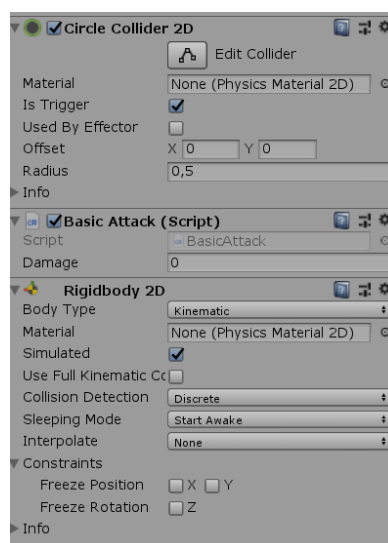 Circle Collider 2D
Edit Collider
Material None (Physics Material 2D)
Is Trigger
Used By Effector
Offset X 0 Y 0
Radius 0,5
Info
Basic Attack (Script)
Script BasicAttack
Damage 0
Rigidbody 2D
Body Type Kinematic
Material None (Physics Material 2D)
Simulated
Use Full Kinematic Cc
Collision Detection Discrete
Sleeping Mode Start Awake
Interpolate None
Constraints
Freeze Position X Y
Freeze Rotation Z
Info